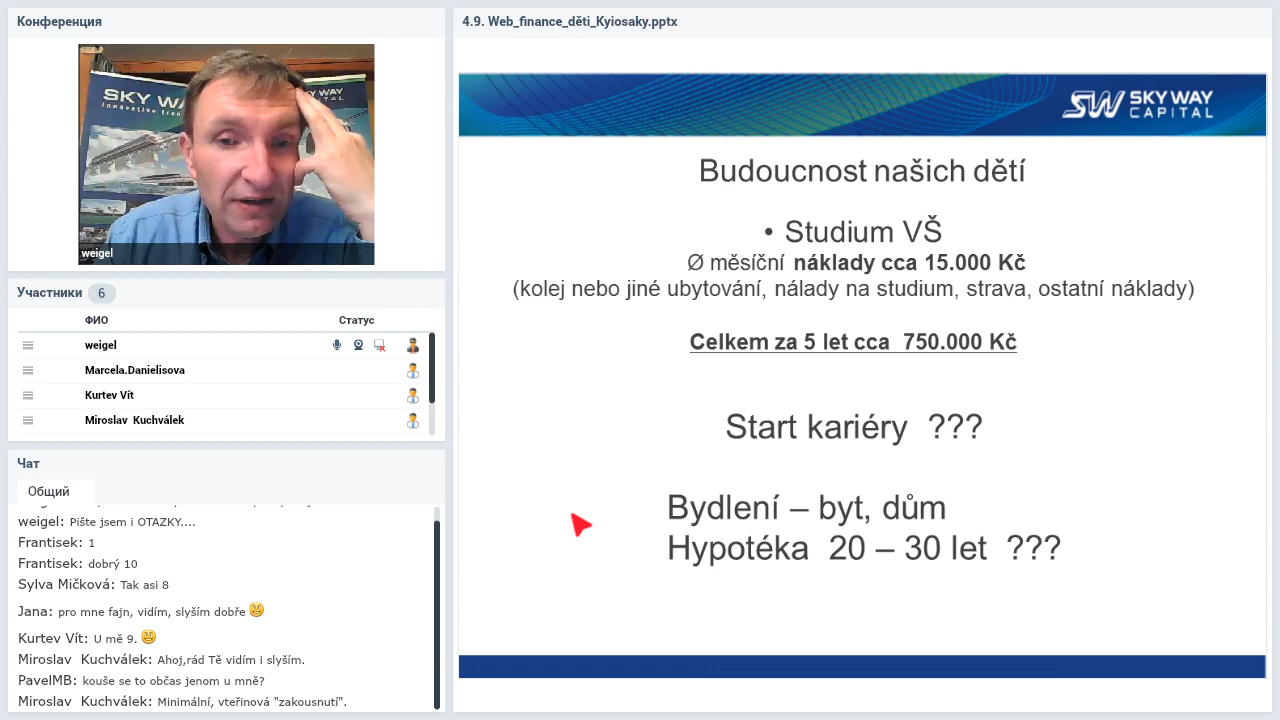 Конференция
SKY WAY
Innovative tran
weigel
Участники 6
ФИО Статус
weigel
Marcela.Danielisova
Kurtev Vít
Miroslav Kuchválek
Чат
Общий
weigel: Pište jsem i OTAZKY....
Frantisek: 1
Frantisek: dobrý 10
Sylva Mičková: Tak asi 8
Jana: pro mne fajn, vidím, slyším dobře
Kurtev Vít: U mě 9.
Miroslav Kuchválek: Ahoj,rád Tě vidím i slyším.
PavelMB: kouše se to občas jenom u mně?
Miroslav Kuchválek: Minimální, vteřinová "zakousnutí".
4.9. Web_finance_děti_Kyiosaky.pptx
SW SKY WAY
CAPITAL
Budoucnost našich dětí
• Studium VŠ
Ø měsíční náklady cca 15.000 Kč
(kolej nebo jiné ubytování, nálady na studium, strava, ostatní náklady)
Celkem za 5 let cca 750.000 Kč
Start kariéry ???
Bydlení – byt, dům
Hypotéka 20 – 30 let ???